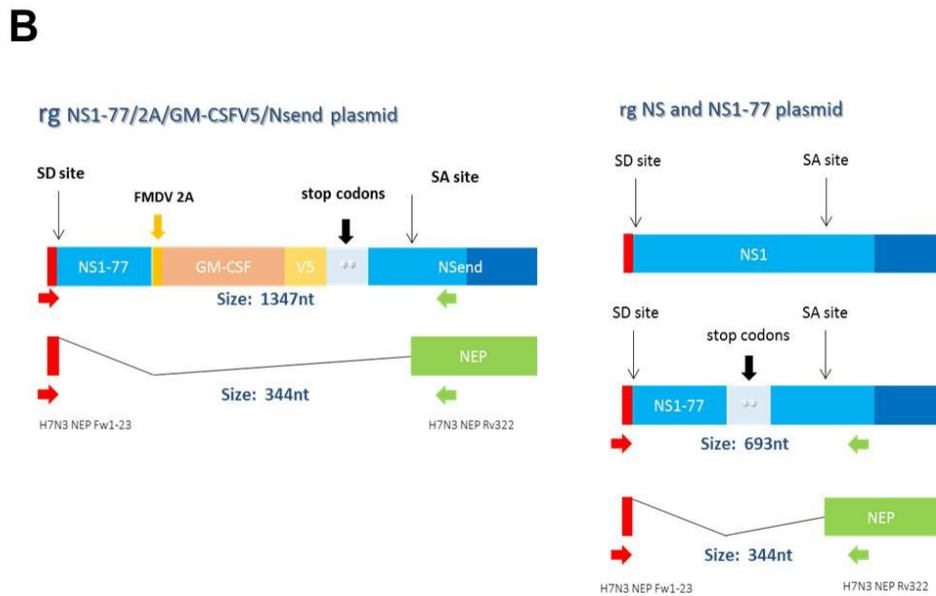 B
rg NS1-77/2A/GM-CSFV5/Nsend plasmid
SD site
FMDV 2A
stop codons
SA site
NS1-77
GM-CSF
V5
**
NSend
Size: 1347nt
NEP
Size: 344nt
H7N3 NEP Fw1-23
H7N3 NEP Rv322
rg NS and NS1-77 plasmid
SD site
SA site
NS1
SD site
stop codons
SA site
NS1-77
**
Size: 693nt
NEP
Size: 344nt
H7N3 NEP Fw1-23
H7N3 NEP Rv322